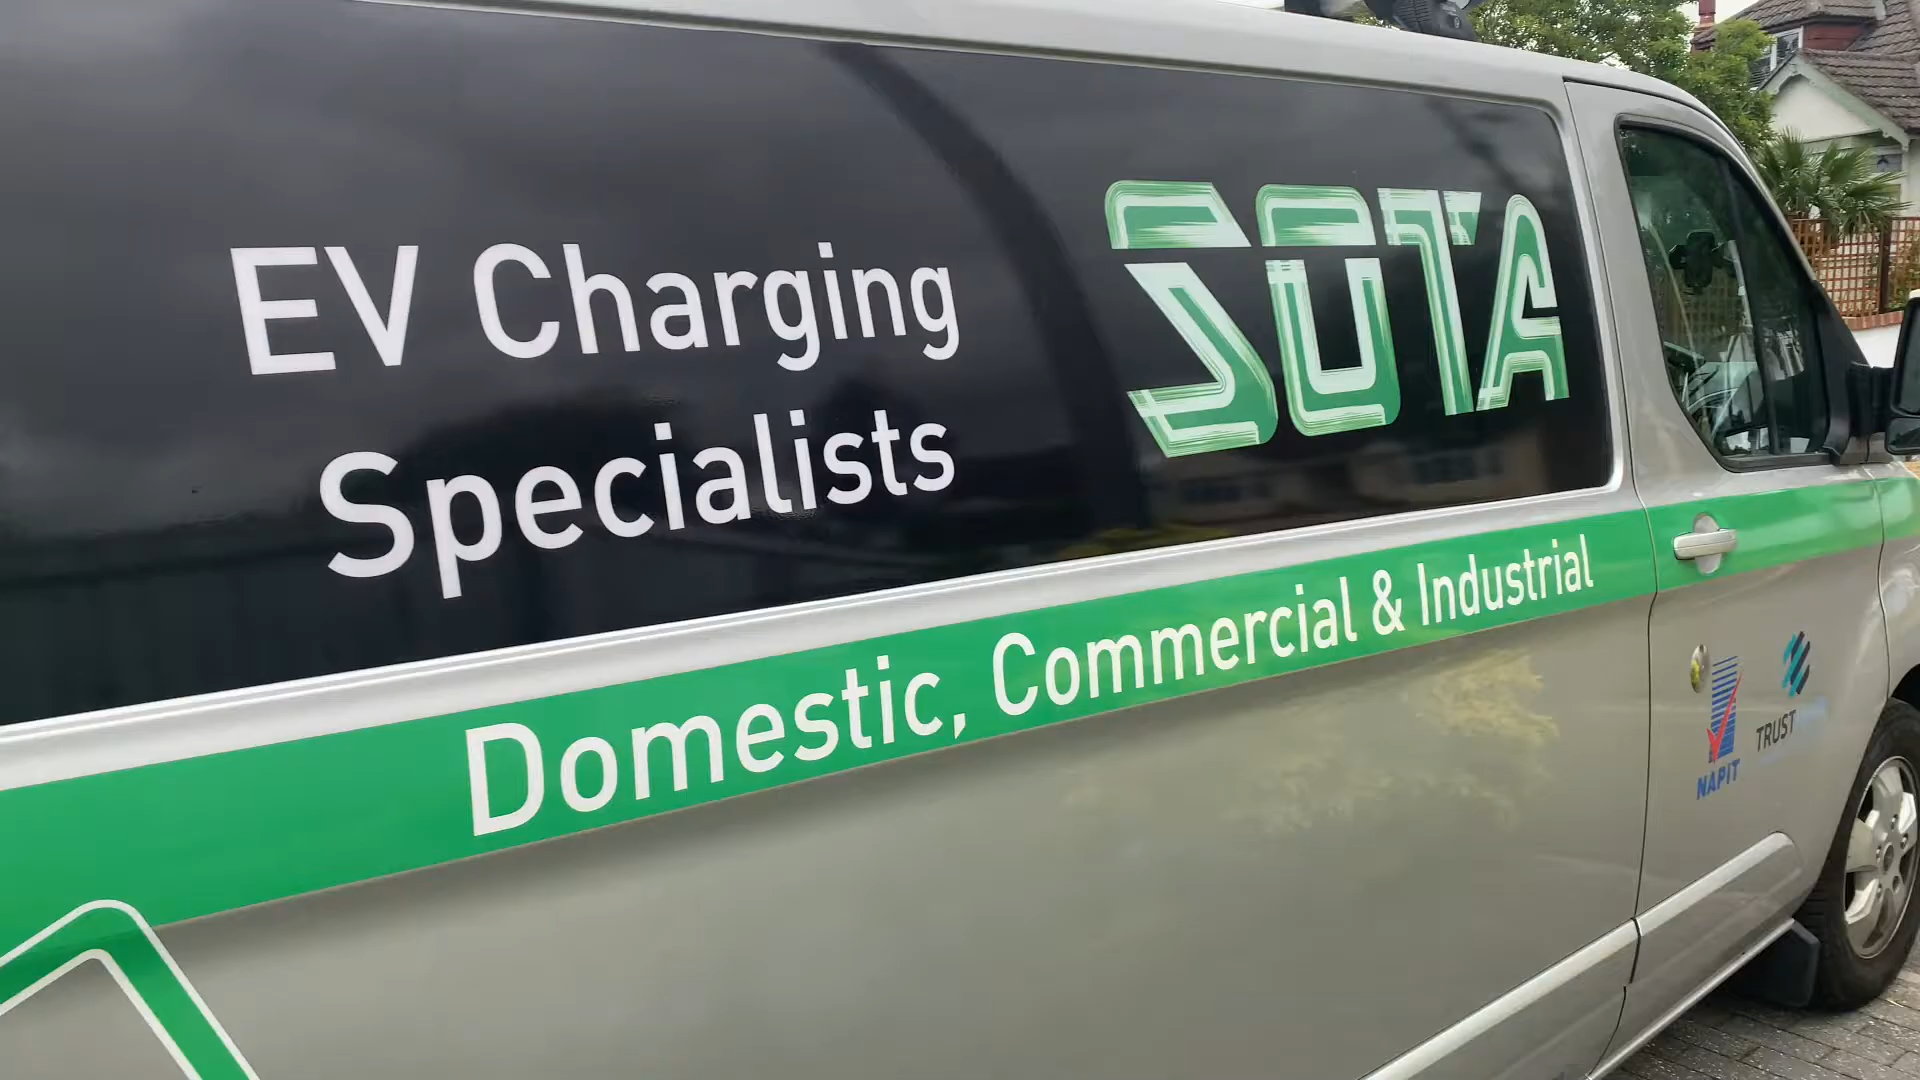 EV Charging
Specialists
SOTA
Domestic, Commercial & Industrial
NAPIT
TRUST